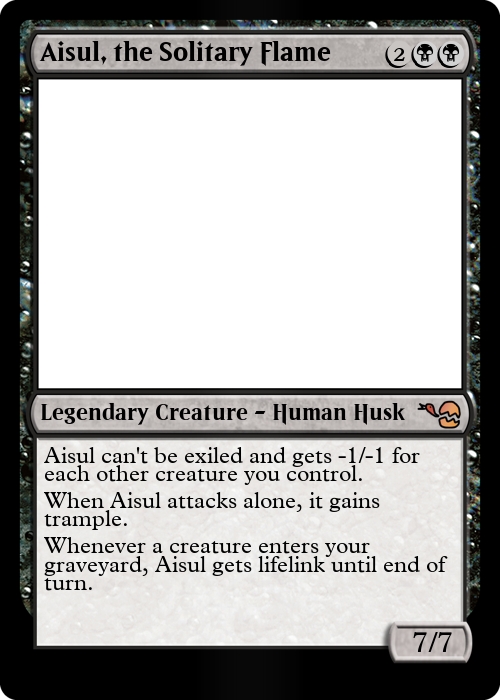 Aisul, the Solitary Flame 2
Legendary Creature - Human Husk
Aisul can't be exiled and gets -1/-1 for
each other creature you control.
When Aisul attacks alone, it gains
trample.
Whenever a creature enters your
graveyard, Aisul gets lifelink until end of
turn.
7/7